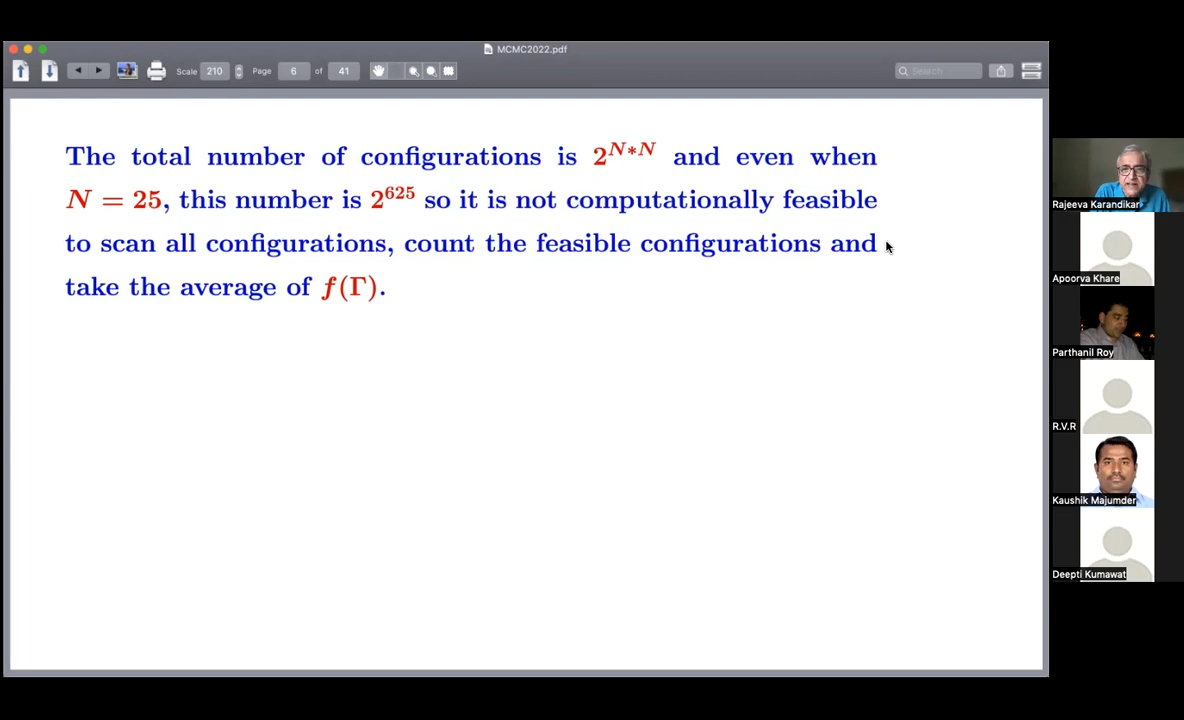 MCMC2022.pdf
Scale 210 Page 6 of 41 Search
The total number of configurations is 2^{N*N} and even when
N = 25, this number is 2^{625} so it is not computationally feasible
to scan all configurations, count the feasible configurations and
take the average of f(Γ).
Rajeeva Karandikar
Apoorva Khare
Parthanil Roy
R.V.R
Kaushik Majumder
Deepti Kumawat